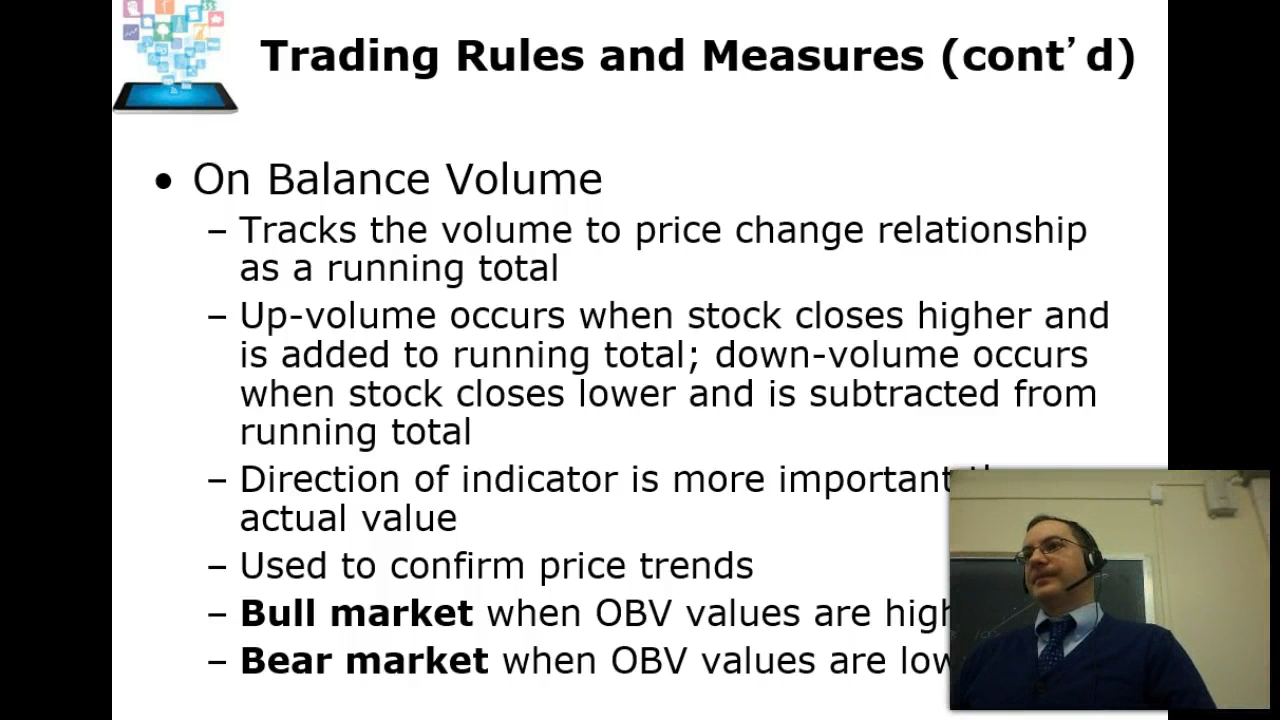 Trading Rules and Measures (cont’d)
• On Balance Volume
– Tracks the volume to price change relationship
as a running total
– Up-volume occurs when stock closes higher and
is added to running total; down-volume occurs
when stock closes lower and is subtracted from
running total
– Direction of indicator is more important
actual value
– Used to confirm price trends
– Bull market when OBV values are
– Bear market when OBV values are